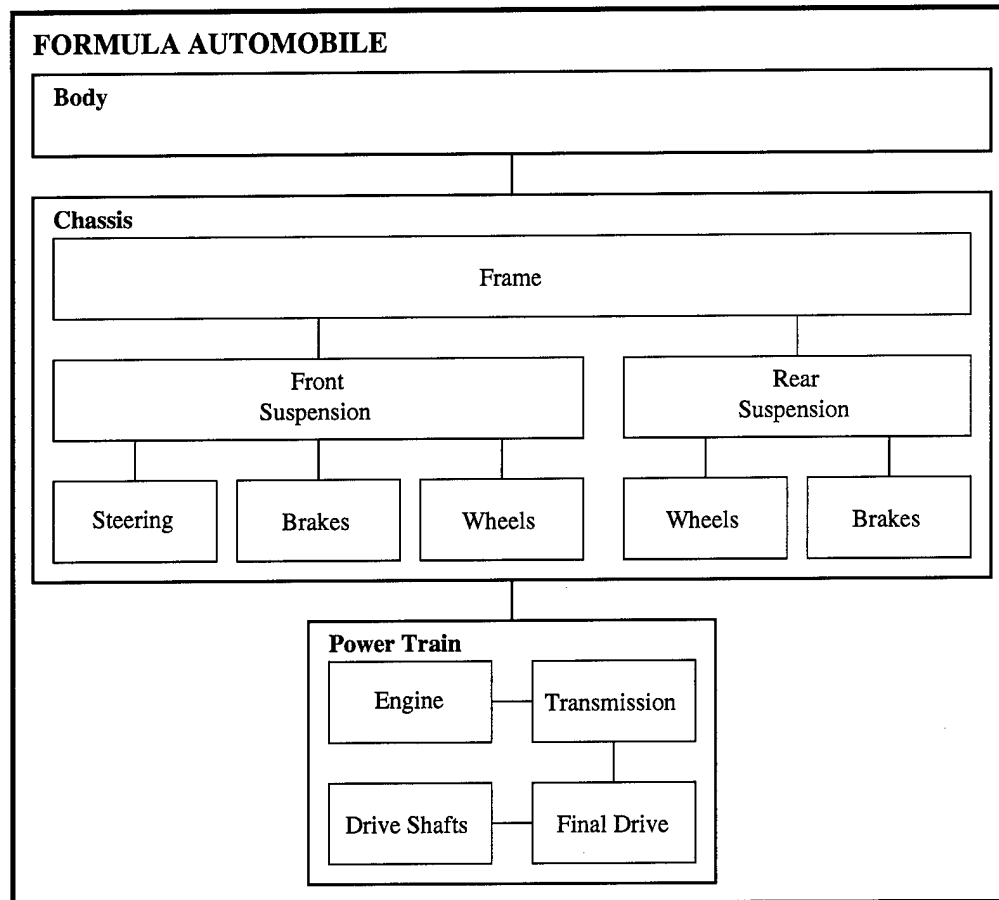 FORMULA AUTOMOBILE
Body
Chassis
Frame
Front
Suspension
Rear
Suspension
Steering
Brakes
Wheels
Wheels
Brakes
Power Train
Engine
Transmission
Drive Shafts
Final Drive